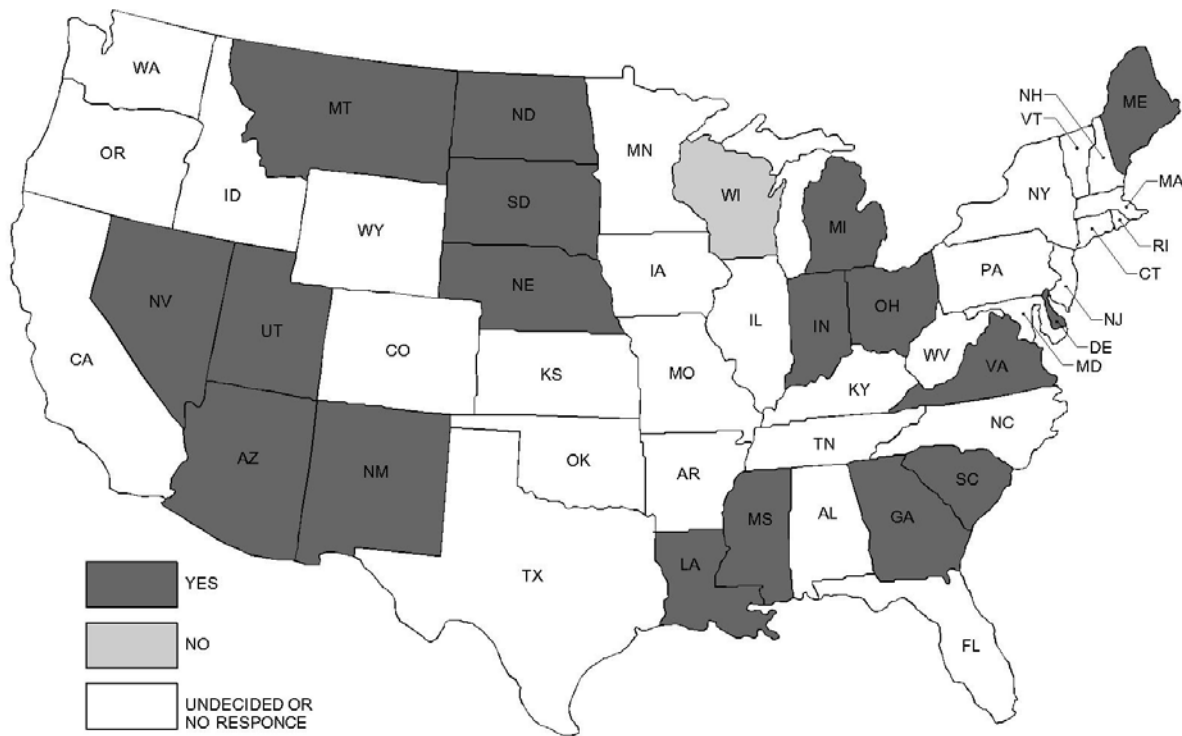 WA
MT
ND
MN
OR
ID
WY
SD
WI
MI
NH
VT
ME
NY
MA
RI
CT
NV
UT
CO
NE
IA
IL
IN
OH
PA
NJ
DE
MD
CA
KS
MO
KY
WV
VA
AZ
NM
OK
AR
TN
NC
SC
TX
LA
MS
AL
GA
FL
YES
NO
UNDECIDED OR
NO RESPONCE